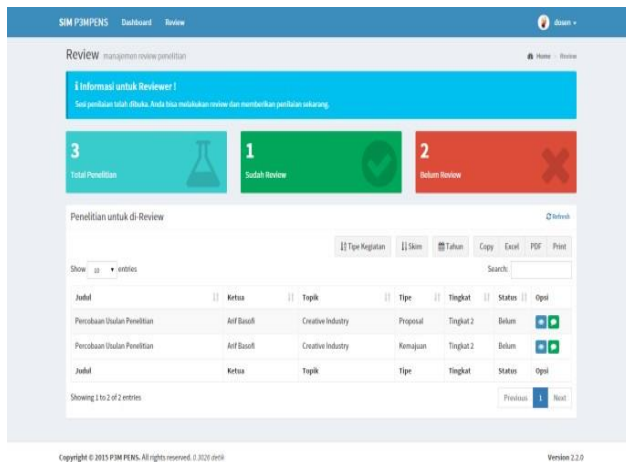 SIM P3MPENS Dashboard Review dosen
Review manajemen review penelitian Home Review
Informasi untuk Reviewer !
Sesi penilaian telah dibuka. Anda bisa melakukan review dan memberikan penilaian sekarang.
3 1 2
Total Penelitian Sudah Review Belum Review
Penelitian untuk di-Review Refresh
Tipe Kegiatan Skim Tahun Copy Excel PDF Print
Show 10 entries Search:
Judul Ketua Topik Tipe Tingkat Status Opsi
Percobaan Usulan Penelitian Arif Basofi Creative Industry Proposal Tingkat 2 Belum
Percobaan Usulan Penelitian Arif Basofi Creative Industry Kemajuan Tingkat 2 Belum
Judul Ketua Topik Tipe Tingkat Status Opsi
Showing 1 to 2 of 2 entries Previous 1 Next
Copyright © 2015 P3M PENS. All rights reserved. 0.3026 detik Version 2.2.0